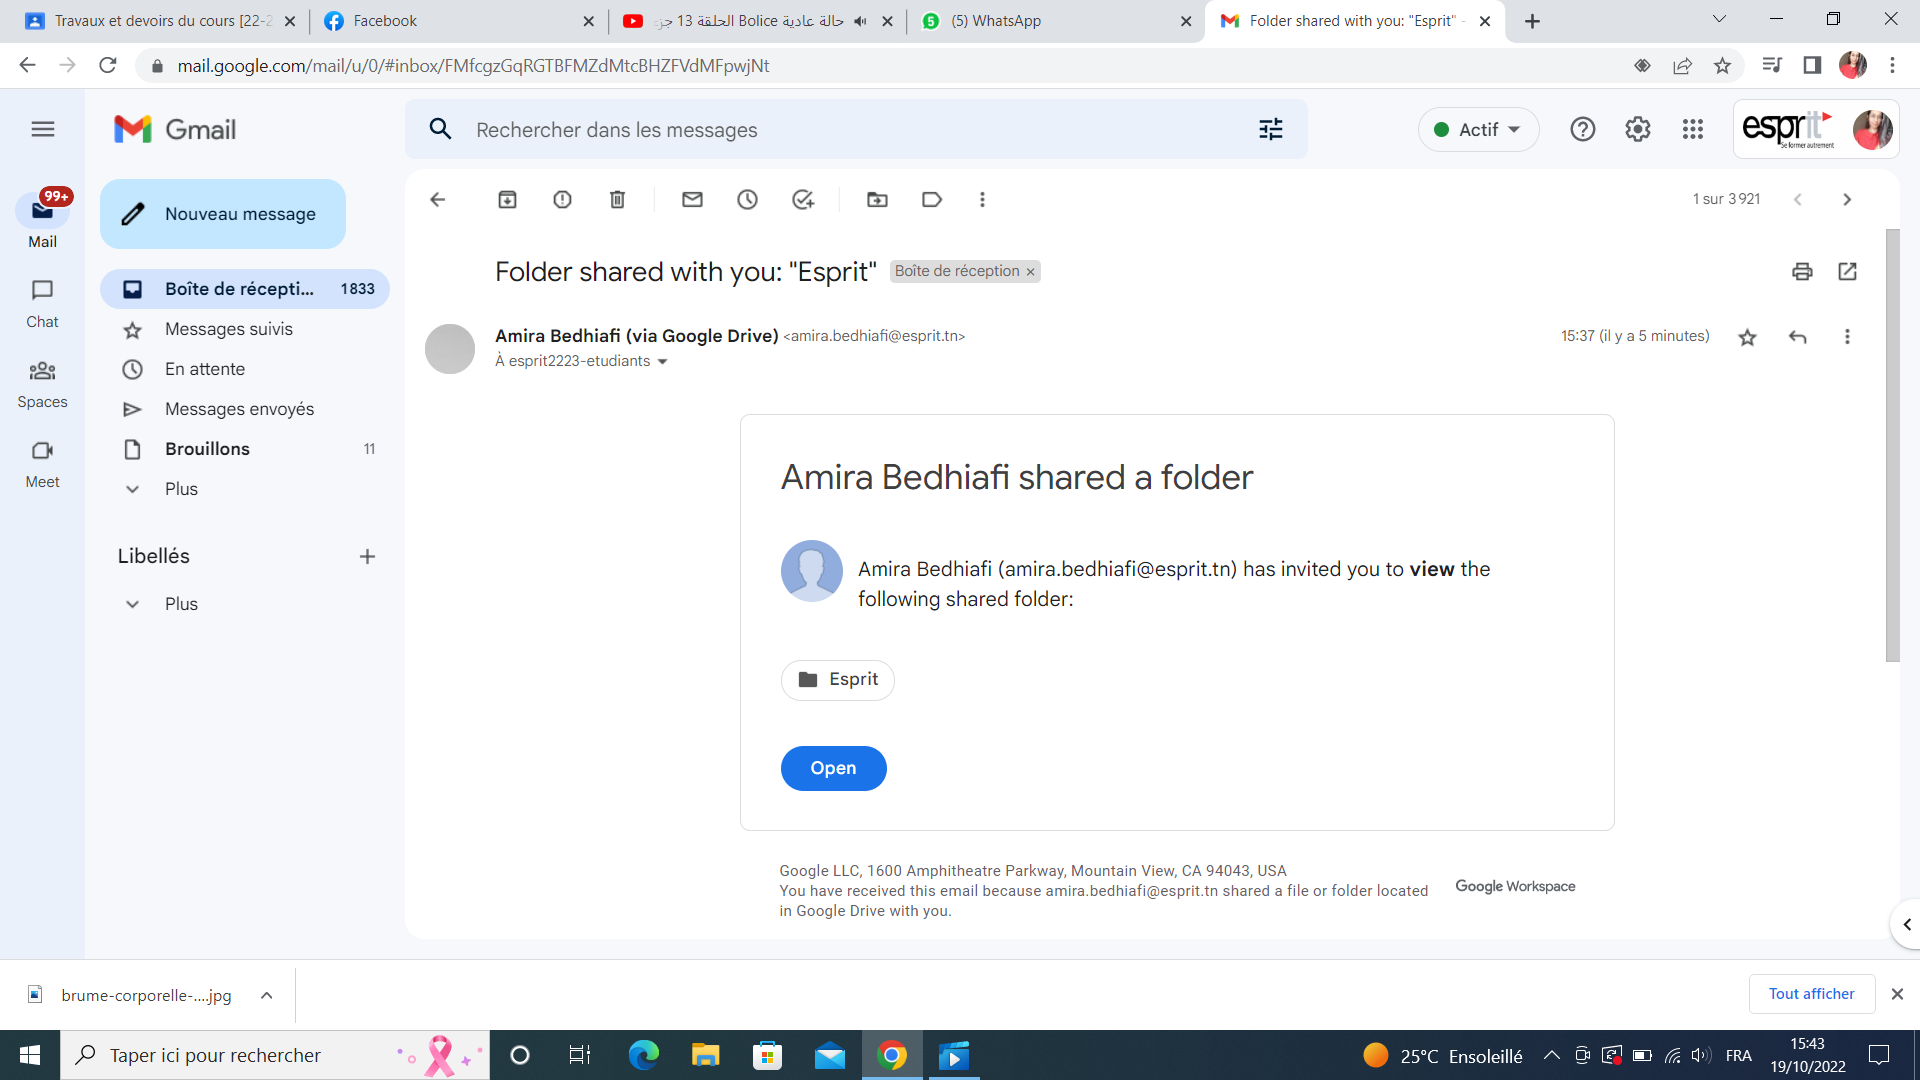 Travaux et devoirs du cours [22-2
Facebook
حالة عادية Bolice الحلقة 13 جزء
(5) WhatsApp
Folder shared with you: "Esprit" -
mail.google.com/mail/u/0/#inbox/FMfcgzGqRGTBFMZdMtcBHZFVdMFpwjNt
Gmail
Rechercher dans les messages
Actif
esprit
Se former autrement
99+
Mail
Chat
Spaces
Meet
Nouveau message
Boîte de récepti... 1 833
Messages suivis
En attente
Messages envoyés
Brouillons 11
Plus
Libellés
Plus
1 sur 3 921
Folder shared with you: "Esprit" Boîte de réception ×
Amira Bedhiafi (via Google Drive) <amira.bedhiafi@esprit.tn> 15:37 (il y a 5 minutes)
À esprit2223-etudiants
Amira Bedhiafi shared a folder
Amira Bedhiafi (amira.bedhiafi@esprit.tn) has invited you to view the
following shared folder:
Esprit
Open
Google LLC, 1600 Amphitheatre Parkway, Mountain View, CA 94043, USA
You have received this email because amira.bedhiafi@esprit.tn shared a file or folder located
in Google Drive with you.
Google Workspace
brume-corporelle-....jpg
Tout afficher
Taper ici pour rechercher
25°C Ensoleillé
FRA
15:43
19/10/2022